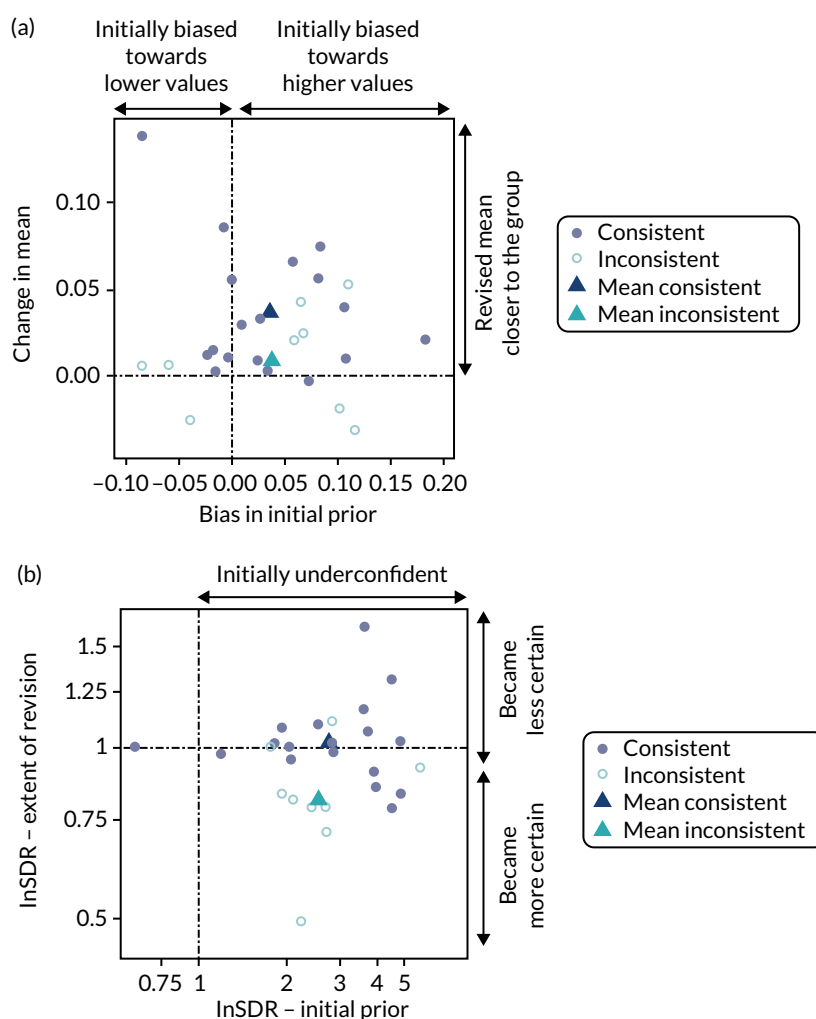 (a)
Initially biased
towards
lower values
Initially biased
towards
higher values
Change in mean
0.10
0.05
0.00
−0.10
−0.05
0.00
0.05
0.10
0.15
0.20
Bias in initial prior
Revised mean
closer to the group
Consistent
Inconsistent
Mean consistent
Mean inconsistent
(b)
Initially underconfident
lnSDR – extent of revision
1.5
1.25
1
0.75
0.5
0.75
1
2
3
4
5
lnSDR – initial prior
Became
less certain
Became
more certain
Consistent
Inconsistent
Mean consistent
Mean inconsistent